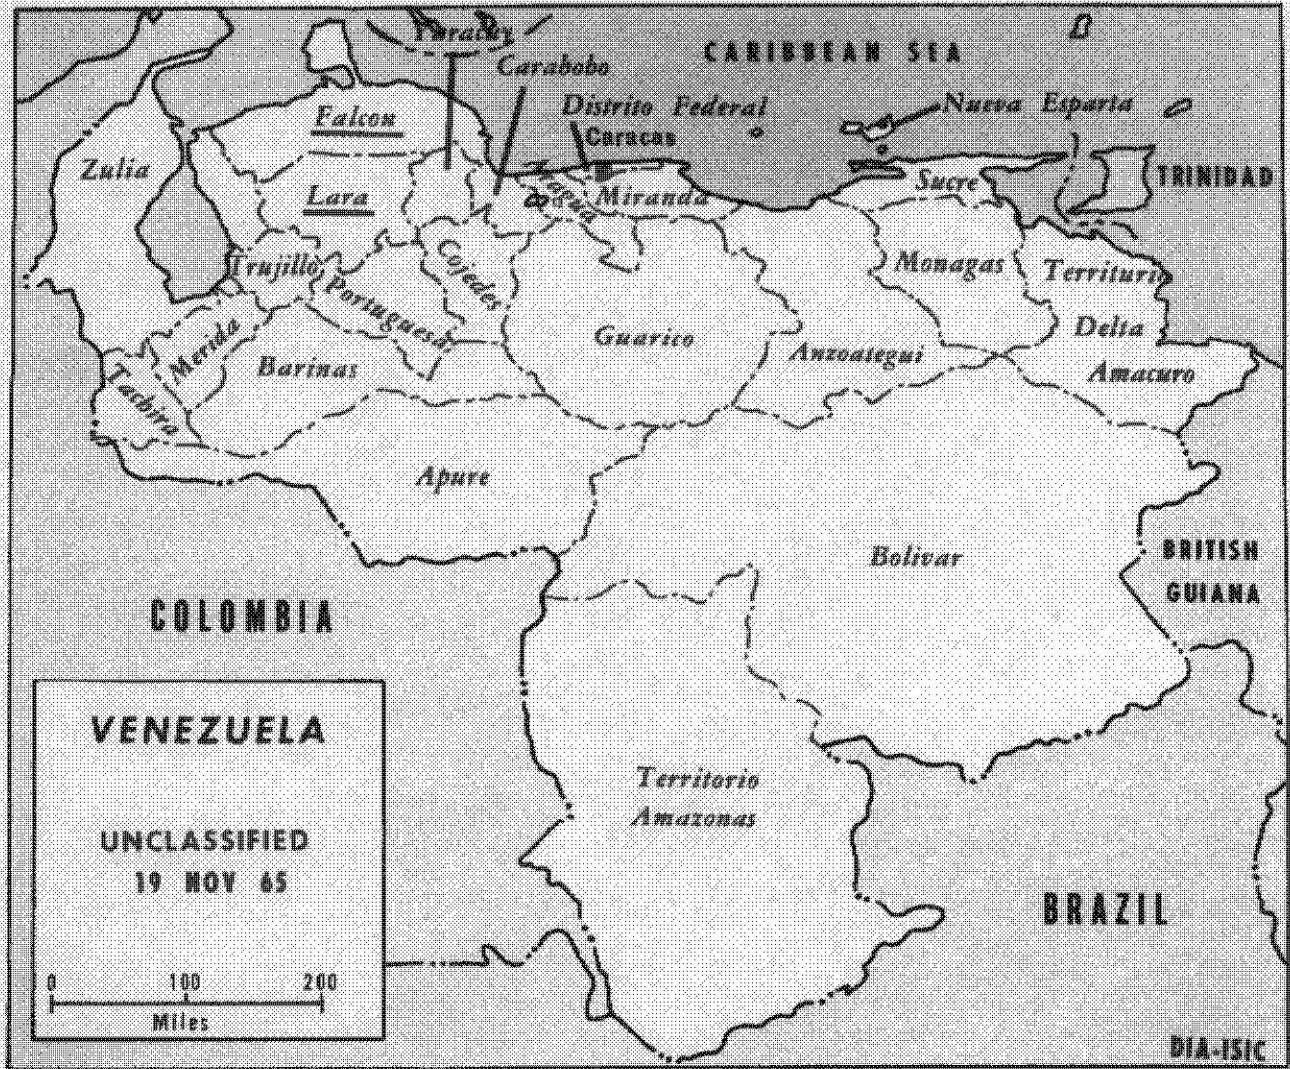 Yaracuy
CARIBBEAN SEA
Carabobo
Distrito Federal
Nueva Esparta
Falcon
Caracas
Zulia
Sucre
TRINIDAD
Aragua
Lara
Miranda
Trujillo
Cojedes
Monagas
Territurio
Portuguesa
Delta
Merida
Guarico
Anzoategui
Barinas
Amacuro
Tachira
Apure
Bolivar
BRITISH
GUIANA
COLOMBIA
VENEZUELA
UNCLASSIFIED
19 NOV 65
0 100 200
Miles
Territorio
Amazonas
BRAZIL
DIA-ISIC